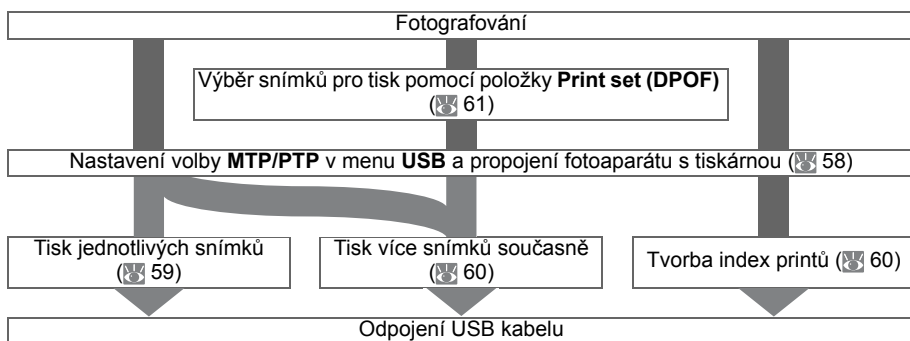 Fotografování
Výběr snímků pro tisk pomocí položky Print set (DPOF)
( 61)
Nastavení volby MTP/PTP v menu USB a propojení fotoaparátu s tiskárnou ( 58)
Tisk jednotlivých snímků
( 59)
Tisk více snímků současně
( 60)
Tvorba index printů ( 60)
Odpojení USB kabelu